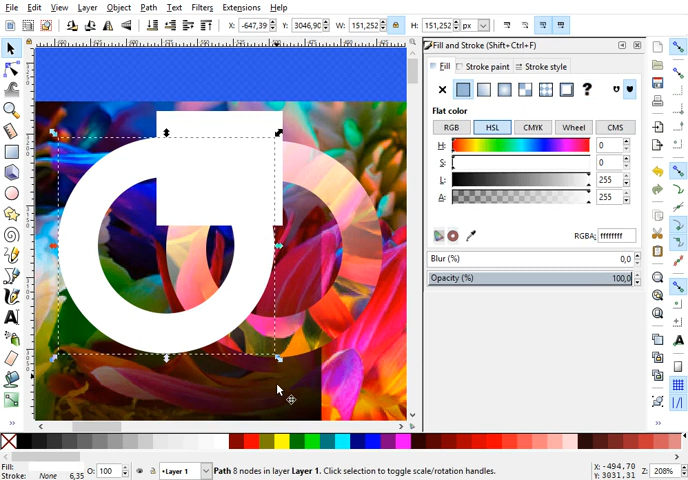 File Edit View Layer Object Path Text Filters Extensions Help
X: -647,39 Y: 3046,90 W: 151,252 H: 151,252 px
Fill and Stroke (Shift+Ctrl+F)
Fill Stroke paint Stroke style
?
Flat color
RGB HSL CMYK Wheel CMS
H: 0
S: 0
L: 255
A: 255
RGBA: ffffffff
Blur (%) 0,0
Opacity (%) 100,0
Fill:
Stroke: None 6,35
O: 100
•Layer 1
Path 8 nodes in layer Layer 1. Click selection to toggle scale/rotation handles.
X: -494,70
Y: 3031,31
Z: 208%